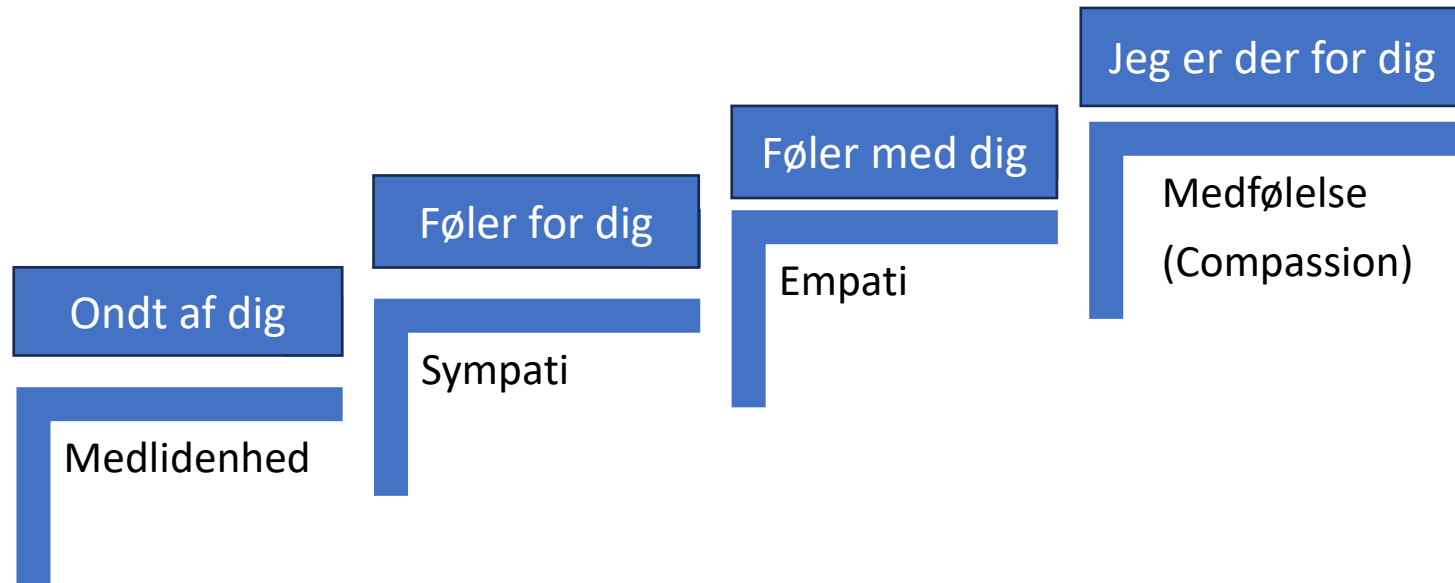 Ondt af dig
Medlidenhed
Føler for dig
Sympati
Føler med dig
Empati
Jeg er der for dig
Medfølelse
(Compassion)